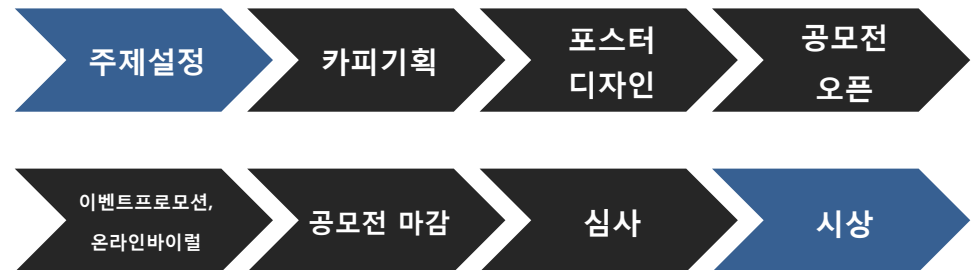 주제설정
카피기획
포스터
디자인
공모전
오픈
이벤트프로모션,
온라인바이럴
공모전 마감
심사
시상